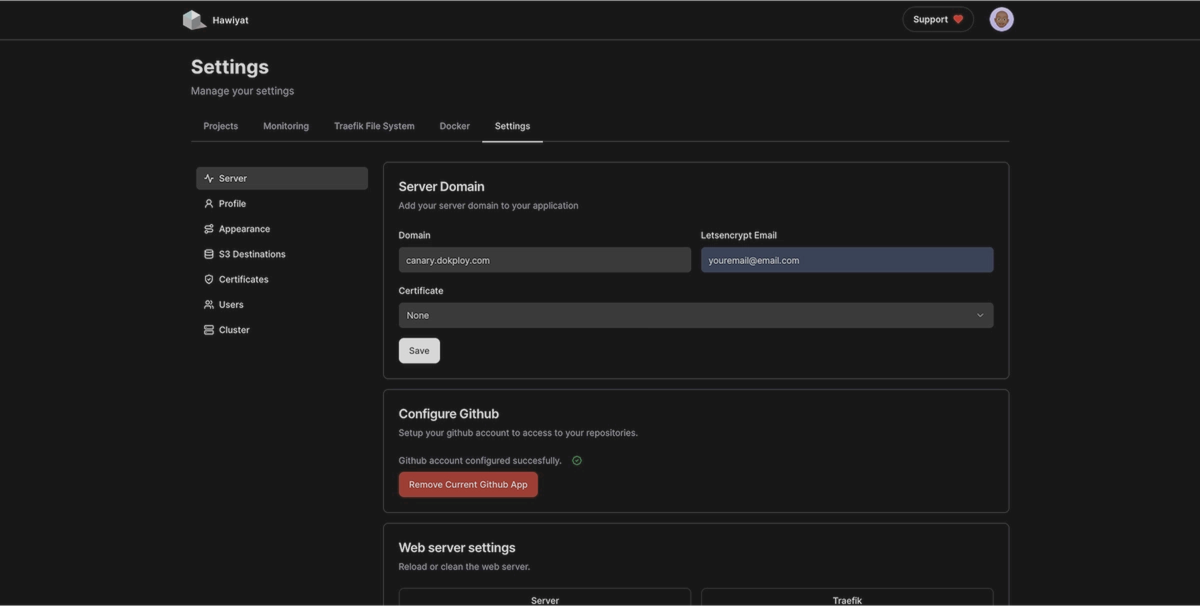 Hawiyat
Support
Settings
Manage your settings
Projects Monitoring Traefik File System Docker Settings
Server
Profile
Appearance
S3 Destinations
Certificates
Users
Cluster
Server Domain
Add your server domain to your application
Domain Letsencrypt Email
canary.dokploy.com youremail@email.com
Certificate
None
Save
Configure Github
Setup your github account to access to your repositories.
Github account configured succesfully.
Remove Current Github App
Web server settings
Reload or clean the web server.
Server Traefik